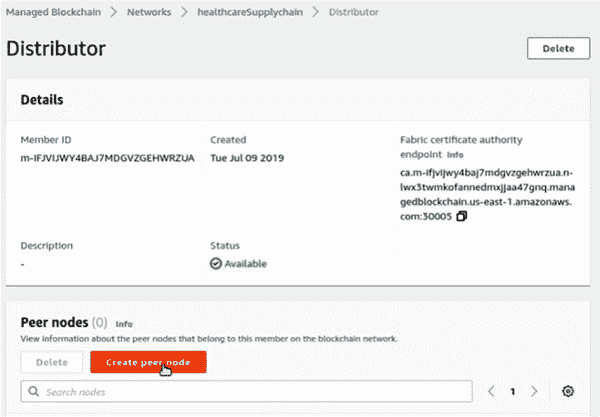 Managed Blockchain > Networks > healthcareSupplychain > Distributor
Distributor
Delete
Details
Member ID
m-IFJVIJWY4BAJ7MDGVZGEHWRZUA
Created
Tue Jul 09 2019
Fabric certificate authority
endpoint Info
ca.m-ifjvijwy4baj7mdgvzgehwrzua.n-
lwx3twmkofannedmxjjaa47gnq.mana
gedblockchain.us-east-1.amazonaws.
com:30005
Description
-
Status
Available
Peer nodes (0) Info
View information about the peer nodes that belong to this member on the blockchain network.
Delete
Create peer node
Search nodes
1